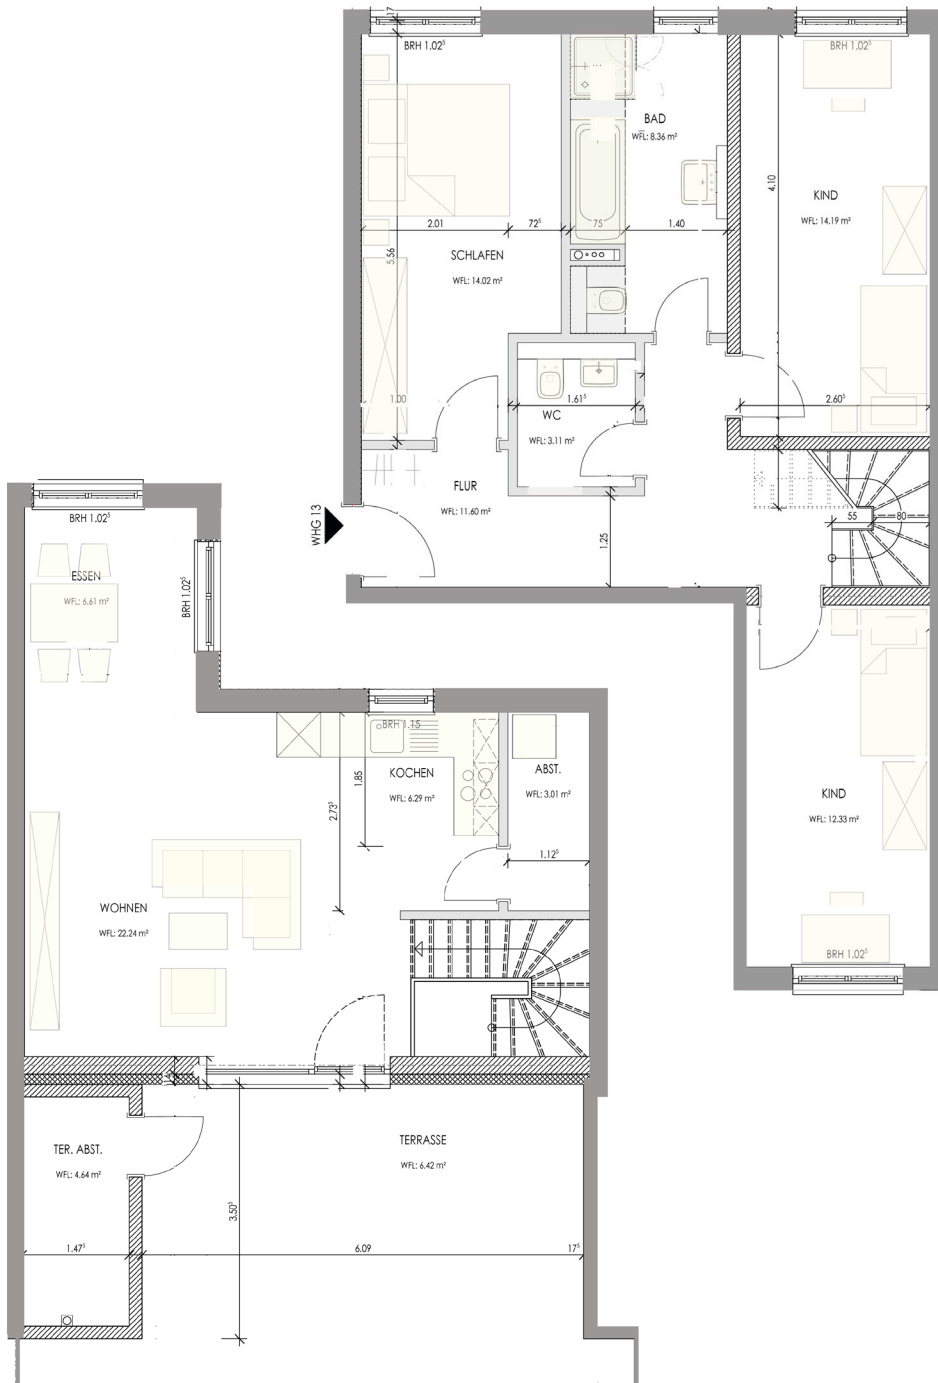 17
BRH 1.02⁵
BRH 1.02⁵
BAD
WFL: 8.36 m²
4.10
KIND
WFL: 14.19 m²
2.01
72⁵
75
1.40
5.56
SCHLAFEN
WFL: 14.02 m²
1.00
1.61⁵
2.60⁵
WC
WFL: 3.11 m²
FLUR
WFL: 11.60 m²
WHG 13
1.25
55
80
BRH 1.02⁵
BRH 1.02⁵
ESSEN
WFL: 6.61 m²
BRH 1.15
KOCHEN
WFL: 6.29 m²
1.85
2.73⁵
ABST.
WFL: 3.01 m²
1.12⁵
KIND
WFL: 12.33 m²
WOHNEN
WFL: 22.24 m²
BRH 1.02⁵
TER. ABST.
WFL: 4.64 m²
TERRASSE
WFL: 6.42 m²
3.50⁵
1.47⁵
6.09
17⁵